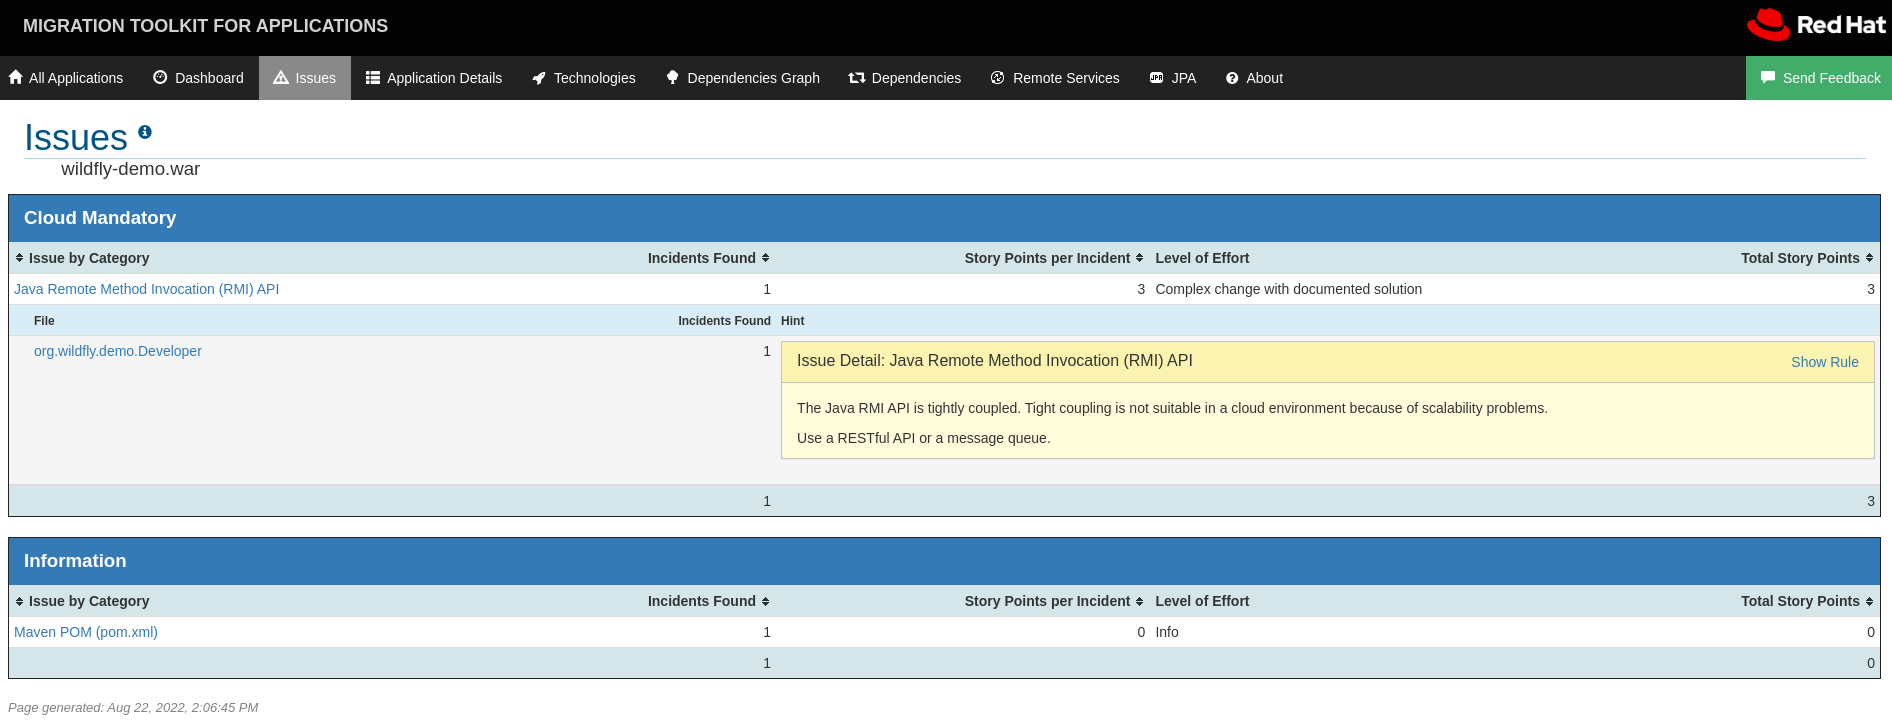 MIGRATION TOOLKIT FOR APPLICATIONS
Red Hat
All Applications Dashboard Issues Application Details Technologies Dependencies Graph Dependencies Remote Services JPA About Send Feedback
Issues
wildfly-demo.war
Cloud Mandatory
Issue by Category Incidents Found Story Points per Incident Level of Effort Total Story Points
Java Remote Method Invocation (RMI) API 1 3 Complex change with documented solution 3
File Incidents Found Hint
org.wildfly.demo.Developer 1 Issue Detail: Java Remote Method Invocation (RMI) API Show Rule
The Java RMI API is tightly coupled. Tight coupling is not suitable in a cloud environment because of scalability problems.
Use a RESTful API or a message queue.
1 3
Information
Issue by Category Incidents Found Story Points per Incident Level of Effort Total Story Points
Maven POM (pom.xml) 1 0 Info 0
1 0
Page generated: Aug 22, 2022, 2:06:45 PM